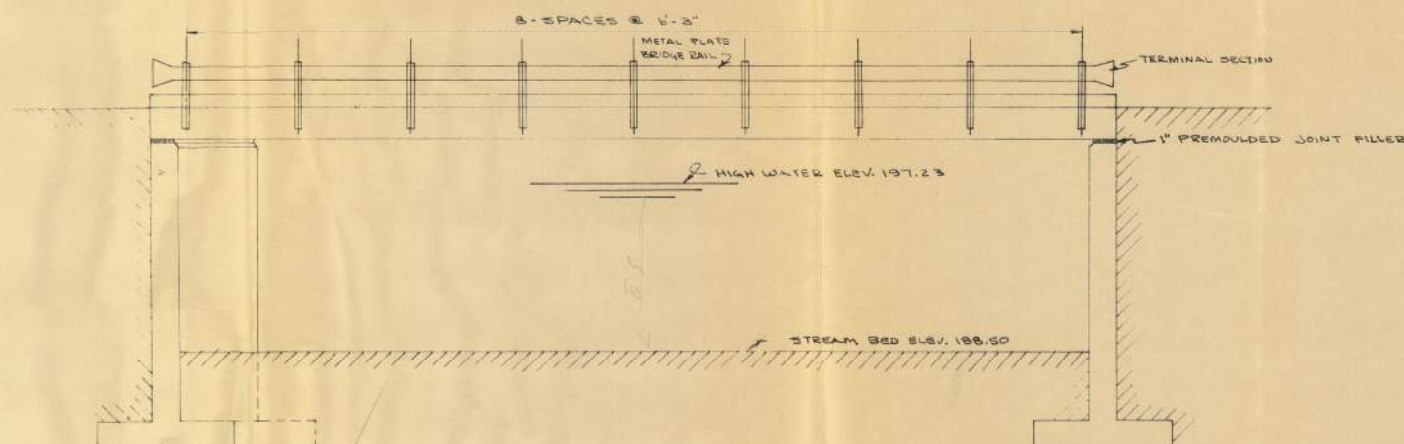 8-SPACES @ 6'-3"
METAL PLATE
BRIDGE RAIL
TERMINAL SECTION
1" PREMOULDED JOINT FILLER
HIGH WATER ELEV. 197.23
STREAM BED ELEV. 188.50